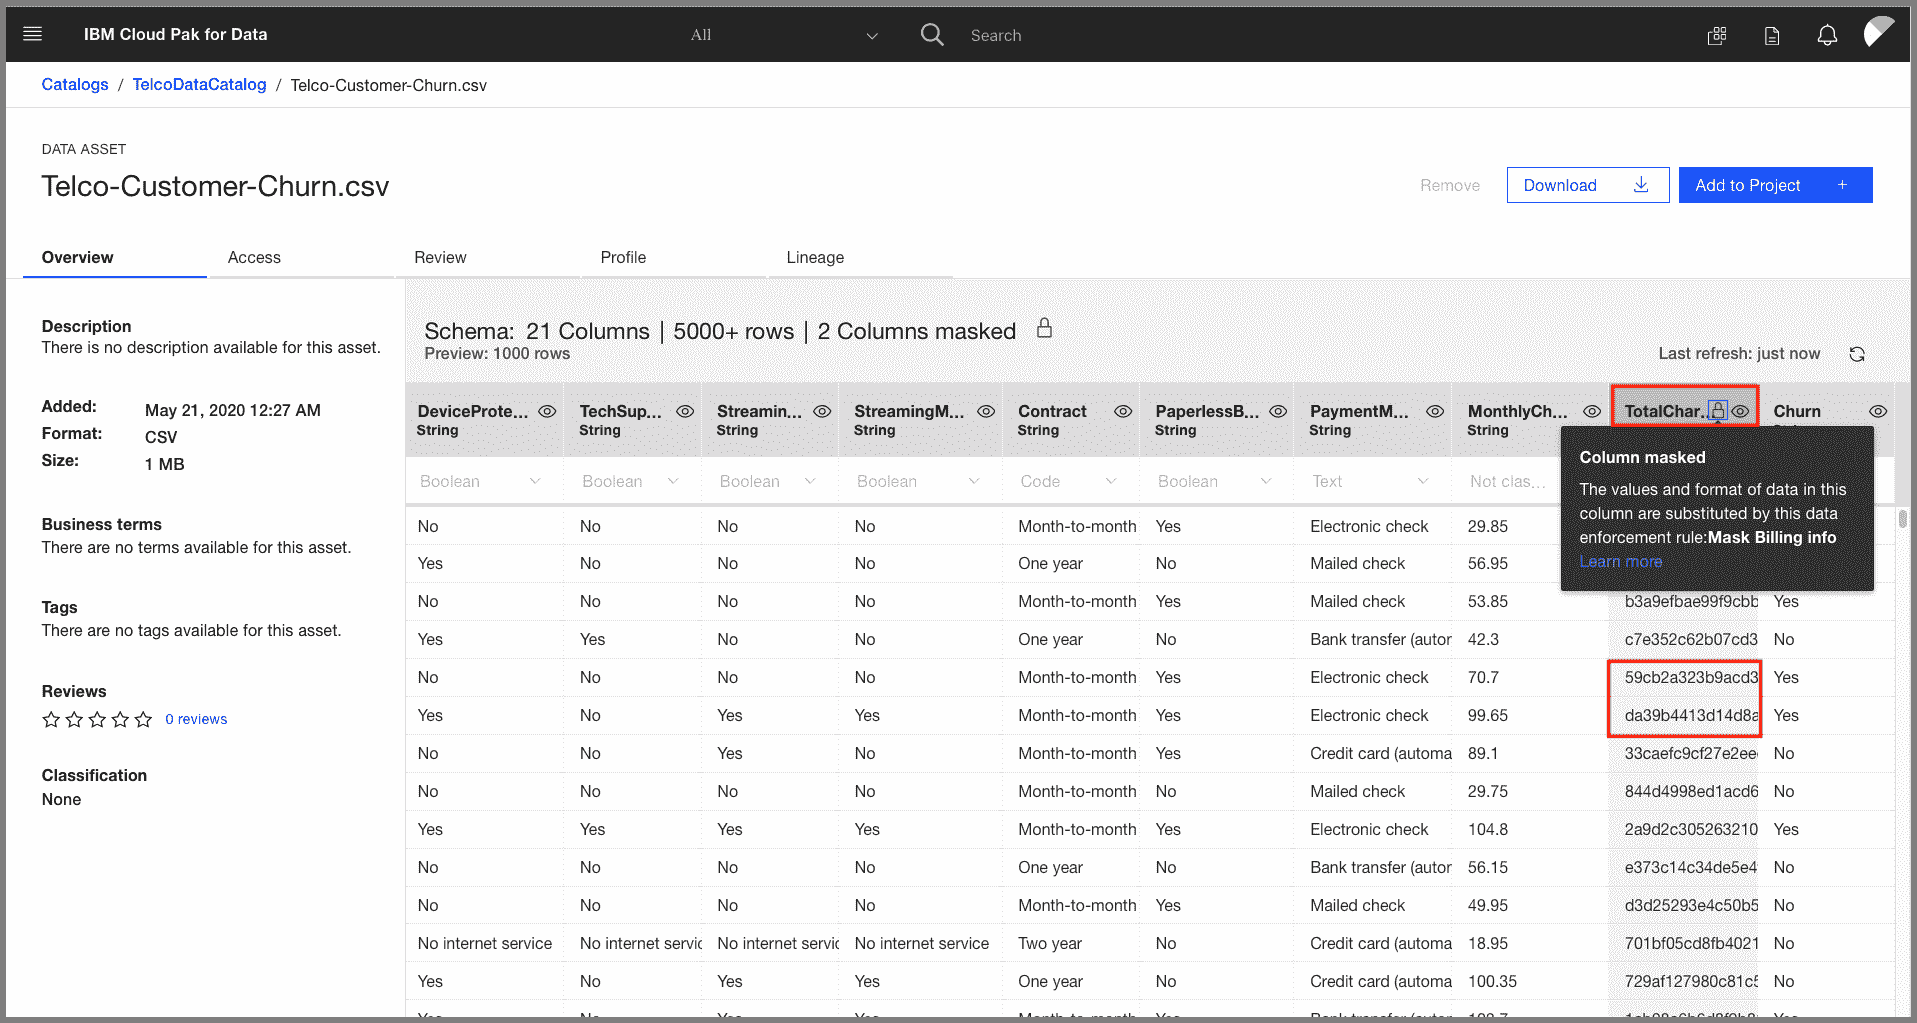 IBM Cloud Pak for Data
All
Search
Catalogs / TelcoDataCatalog / Telco-Customer-Churn.csv
DATA ASSET
Telco-Customer-Churn.csv
Remove
Download
Add to Project +
Overview
Access
Review
Profile
Lineage
Description
There is no description available for this asset.
Added: May 21, 2020 12:27 AM
Format: CSV
Size: 1 MB
Business terms
There are no terms available for this asset.
Tags
There are no tags available for this asset.
Reviews
0 reviews
Classification
None
Schema: 21 Columns | 5000+ rows | 2 Columns masked
Preview: 1000 rows
Last refresh: just now
DeviceProte... TechSup... Streamin... StreamingM... Contract PaperlessB... PaymentM... MonthlyCh... TotalChar... Churn
String String String String String String String String
Boolean Boolean Boolean Boolean Code Boolean Text Not clas...
Column masked
The values and format of data in this
column are substituted by this data
enforcement rule:Mask Billing info
Learn more
No No No No Month-to-month Yes Electronic check 29.85
Yes No No No One year No Mailed check 56.95
No No No No Month-to-month Yes Mailed check 53.85 b3a9efbae99f9cbb Yes
Yes Yes No No One year No Bank transfer (autor 42.3 c7e352c62b07cd3 No
No No No No Month-to-month Yes Electronic check 70.7 59cb2a323b9acd3 Yes
Yes No Yes Yes Month-to-month Yes Electronic check 99.65 da39b4413d14d8a Yes
No No Yes No Month-to-month Yes Credit card (automa 89.1 33caefc9cf27e2ee No
No No No No Month-to-month No Mailed check 29.75 844d4998ed1acd6 No
Yes Yes Yes Yes Month-to-month Yes Electronic check 104.8 2a9d2c305263210 Yes
No No No No One year No Bank transfer (autor 56.15 e373c14c34de5e4 No
No No No No Month-to-month Yes Mailed check 49.95 d3d25293e4c50b5 No
No internet service No internet servic No internet servic No internet service Two year No Credit card (automa 18.95 701bf05cd8fb4021 No
Yes No Yes Yes One year No Credit card (automa 100.35 729af127980c81c5 No